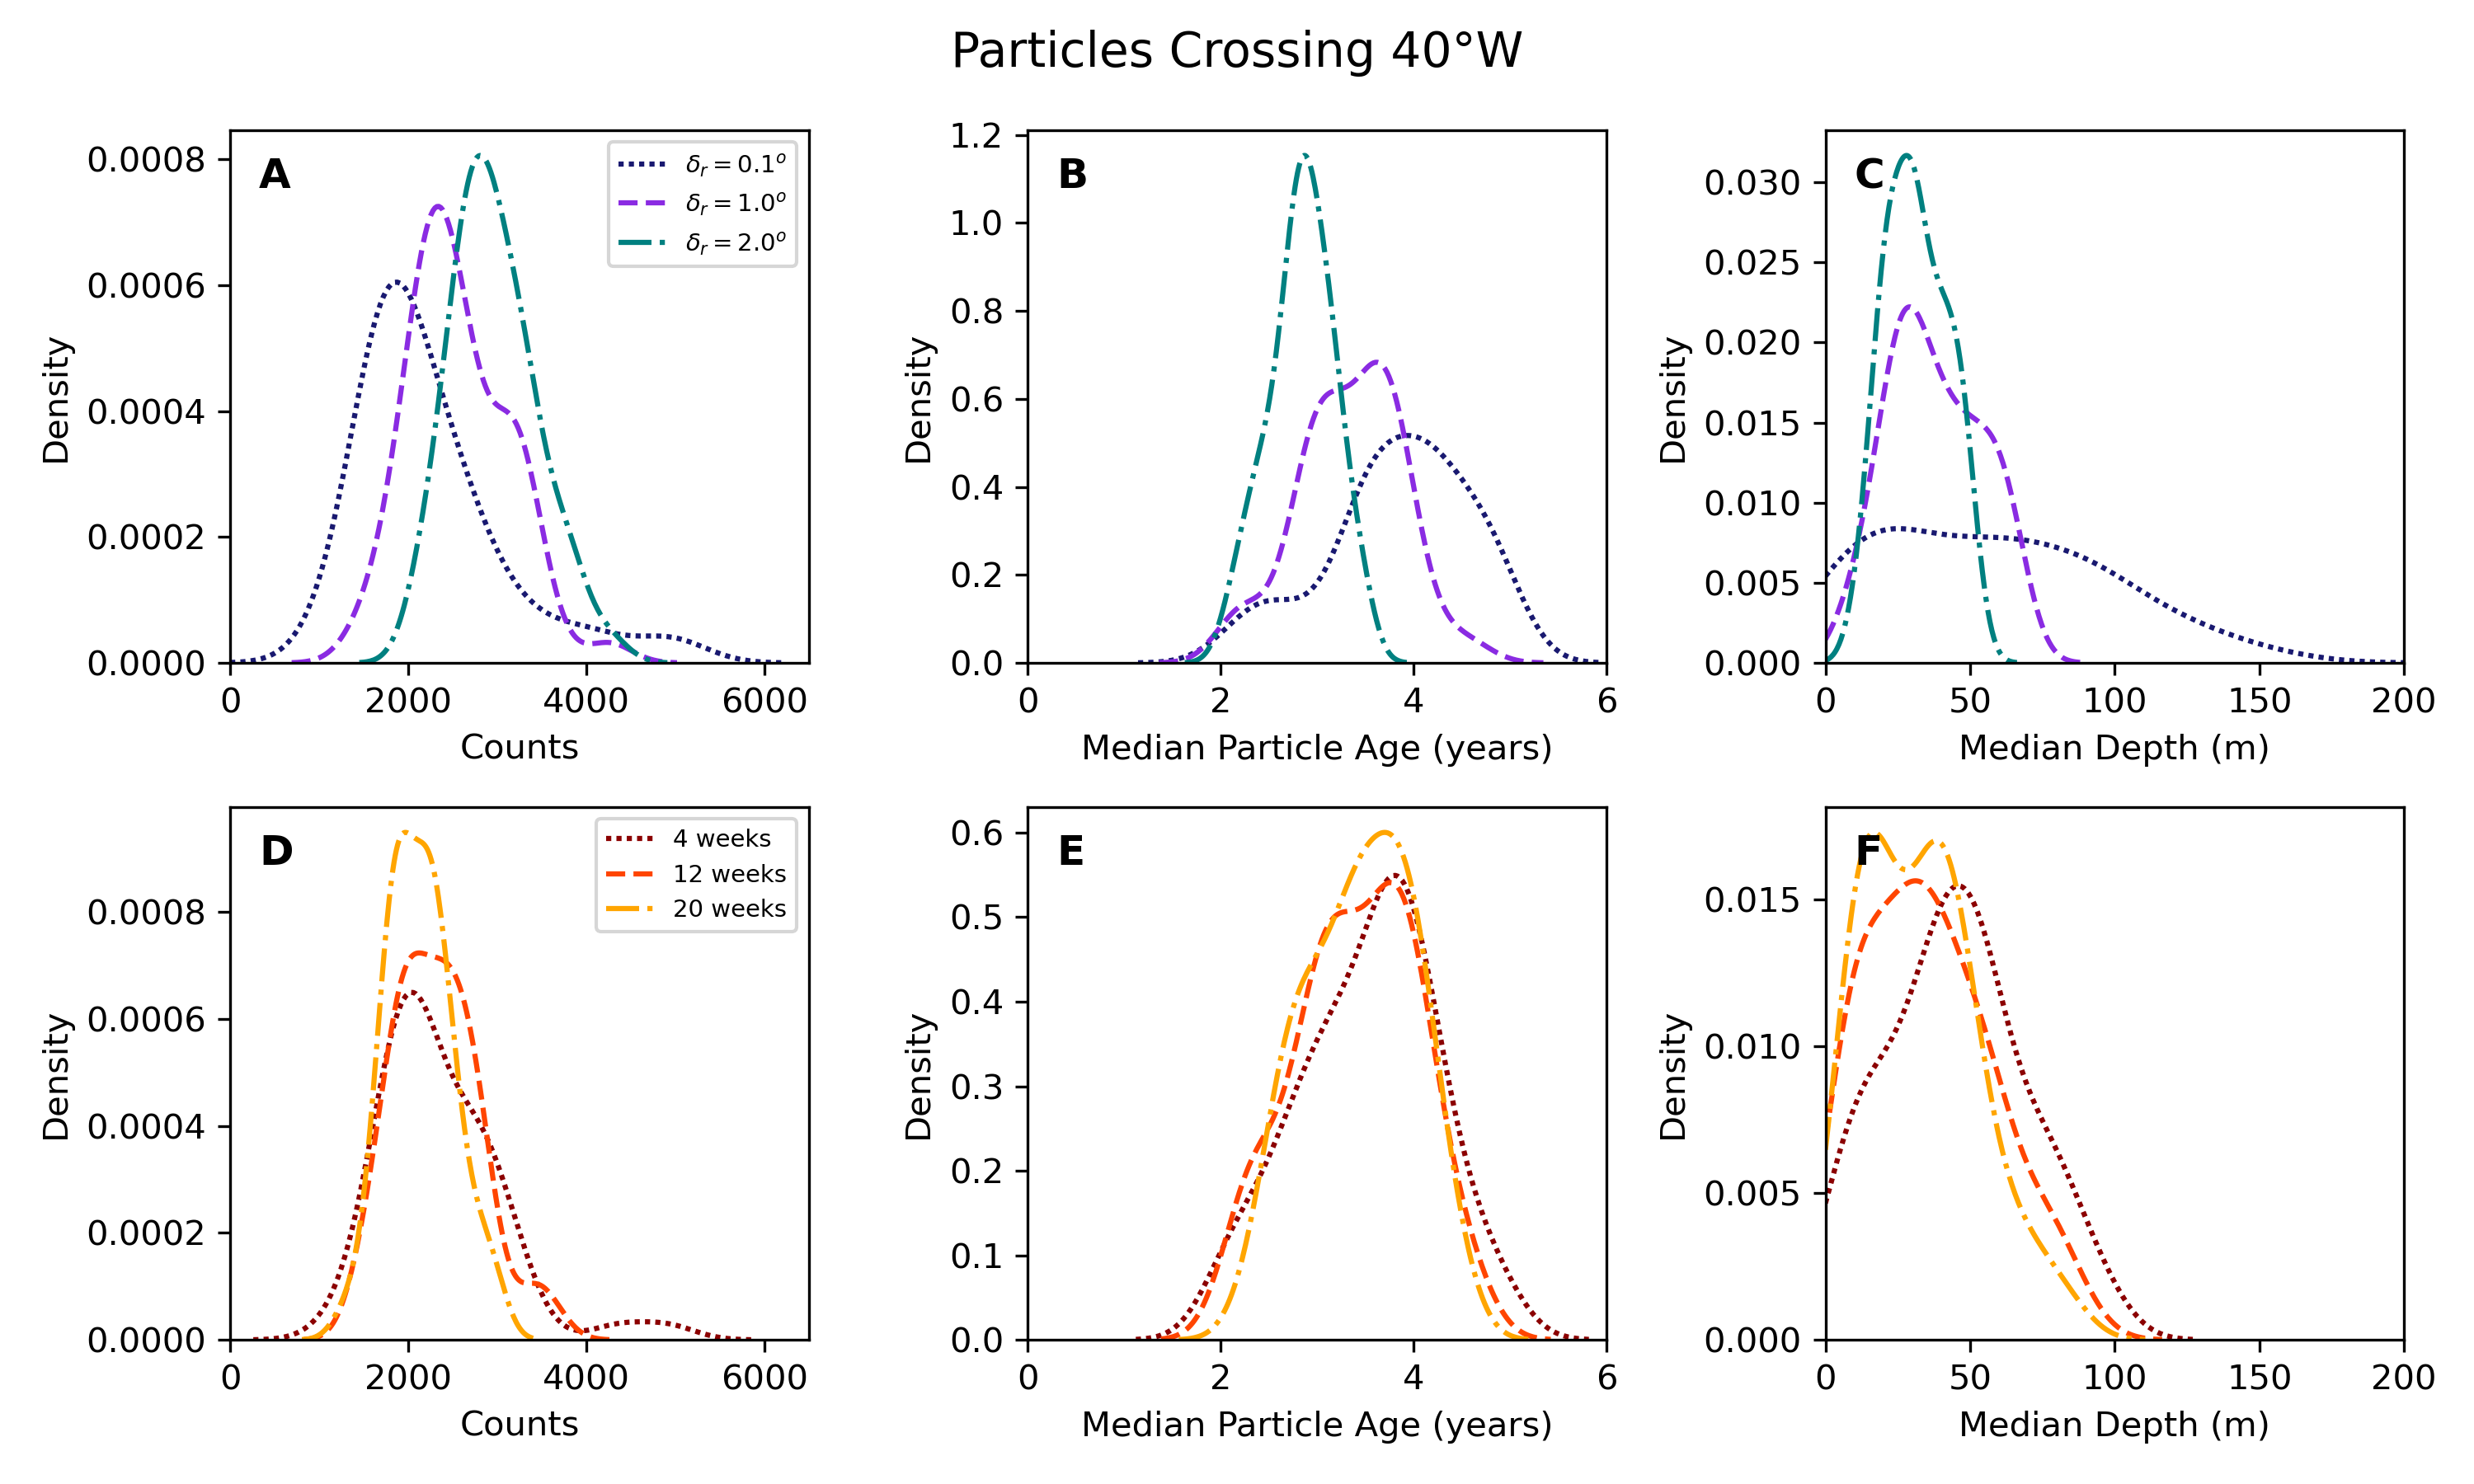 Particles Crossing 40°W
A
0.0008
0.0006
0.0004
0.0002
0.0000
Density
0 2000 4000 6000
Counts
δr = 0.1°
δr = 1.0°
δr = 2.0°
B
1.2
1.0
0.8
0.6
0.4
0.2
0.0
Density
0 2 4 6
Median Particle Age (years)
C
0.030
0.025
0.020
0.015
0.010
0.005
0.000
Density
0 50 100 150 200
Median Depth (m)
D
0.0008
0.0006
0.0004
0.0002
0.0000
Density
0 2000 4000 6000
Counts
4 weeks
12 weeks
20 weeks
E
0.6
0.5
0.4
0.3
0.2
0.1
0.0
Density
0 2 4 6
Median Particle Age (years)
F
0.015
0.010
0.005
0.000
Density
0 50 100 150 200
Median Depth (m)